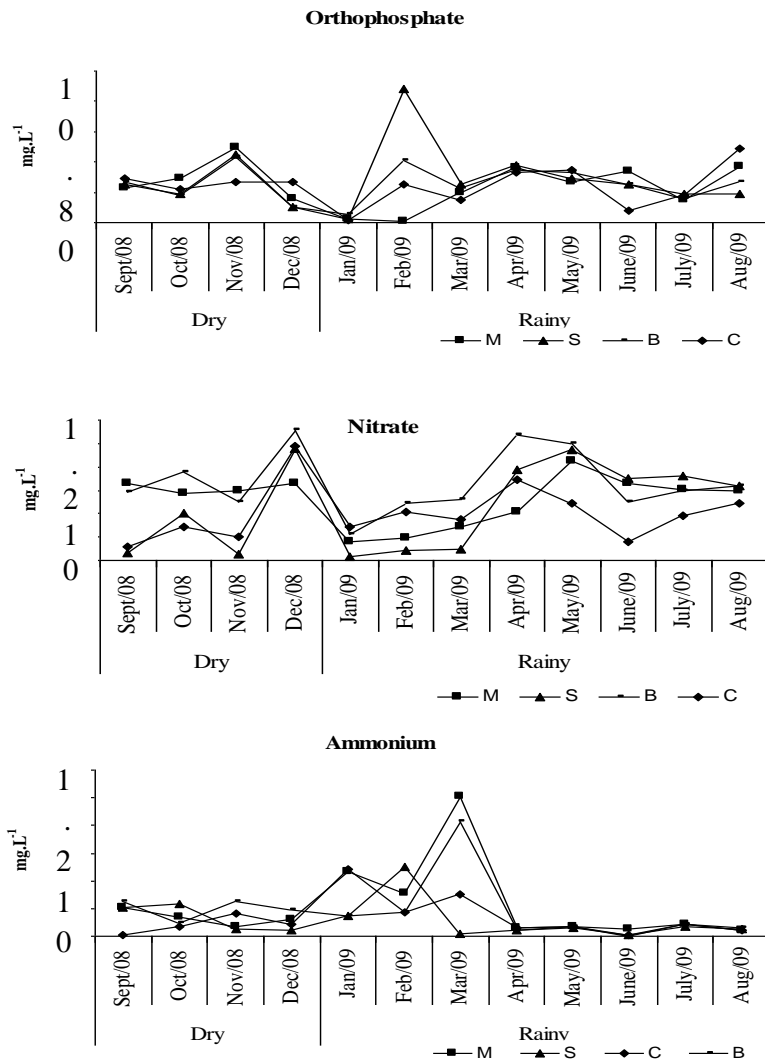 Orthophosphate
1
0
.
8
0
mg.L-1
Sept/08 Oct/08 Nov/08 Dec/08 Jan/09 Feb/09 Mar/09 Apr/09 May/09 June/09 July/09 Aug/09
Dry Rainy
M S B C
Nitrate
1
.
2
1
0
mg.L-1
Sept/08 Oct/08 Nov/08 Dec/08 Jan/09 Feb/09 Mar/09 Apr/09 May/09 June/09 July/09 Aug/09
Dry Rainy
M S B C
Ammonium
1
.
2
1
0
mg.L-1
Sept/08 Oct/08 Nov/08 Dec/08 Jan/09 Feb/09 Mar/09 Apr/09 May/09 June/09 July/09 Aug/09
Dry Rainy
M S C B